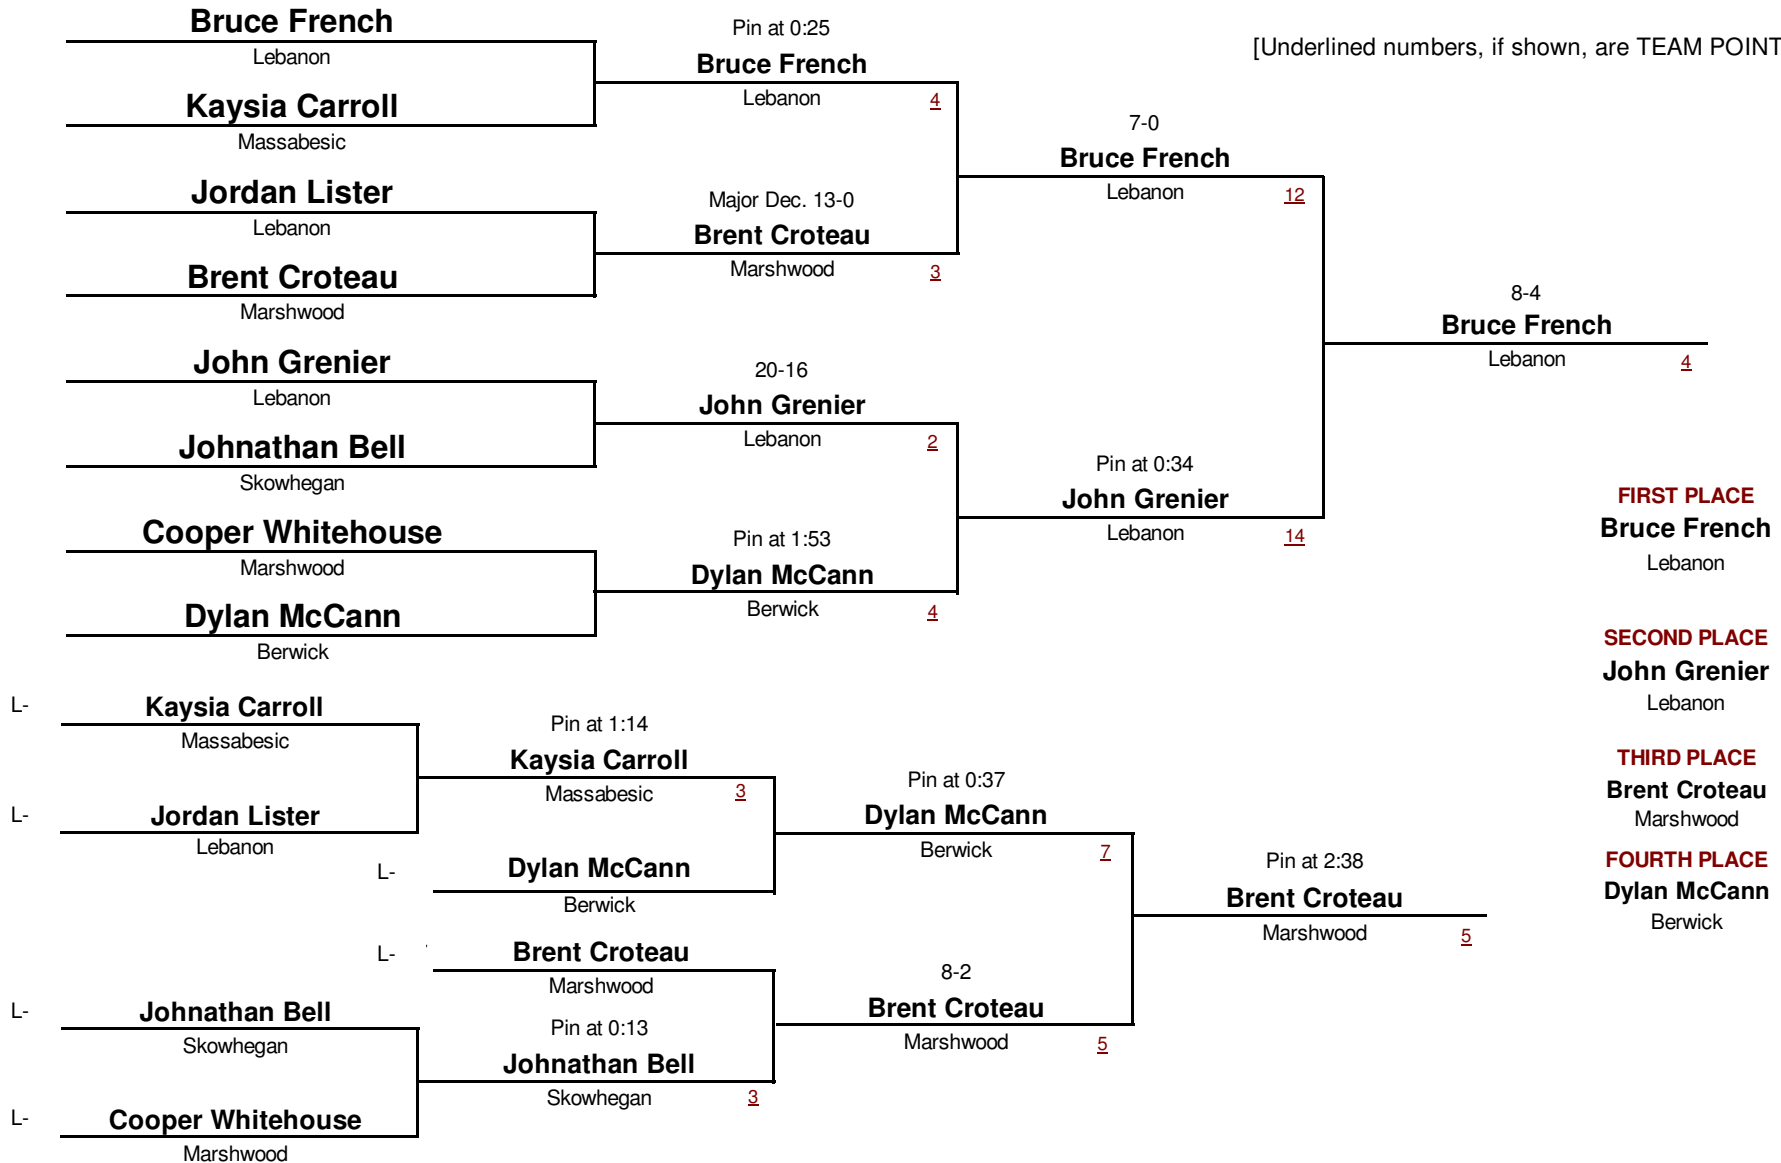 [Underlined numbers, if shown, are TEAM POINT
Bruce French
Lebanon
Kaysia Carroll
Massabesic
Jordan Lister
Lebanon
Brent Croteau
Marshwood
John Grenier
Lebanon
Johnathan Bell
Skowhegan
Cooper Whitehouse
Marshwood
Dylan McCann
Berwick
Pin at 0:25
Bruce French
Lebanon
4
Major Dec. 13-0
Brent Croteau
Marshwood
3
20-16
John Grenier
Lebanon
2
Pin at 1:53
Dylan McCann
Berwick
4
7-0
Bruce French
Lebanon
12
Pin at 0:34
John Grenier
Lebanon
14
8-4
Bruce French
Lebanon
4
FIRST PLACE
Bruce French
Lebanon
SECOND PLACE
John Grenier
Lebanon
THIRD PLACE
Brent Croteau
Marshwood
FOURTH PLACE
Dylan McCann
Berwick
L-
Kaysia Carroll
Massabesic
L-
Jordan Lister
Lebanon
L-
Johnathan Bell
Skowhegan
L-
Cooper Whitehouse
Marshwood
Pin at 1:14
Kaysia Carroll
Massabesic
3
L-
Dylan McCann
Berwick
L-
Brent Croteau
Marshwood
Pin at 0:13
Johnathan Bell
Skowhegan
3
Pin at 0:37
Dylan McCann
Berwick
7
8-2
Brent Croteau
Marshwood
5
Pin at 2:38
Brent Croteau
Marshwood
5